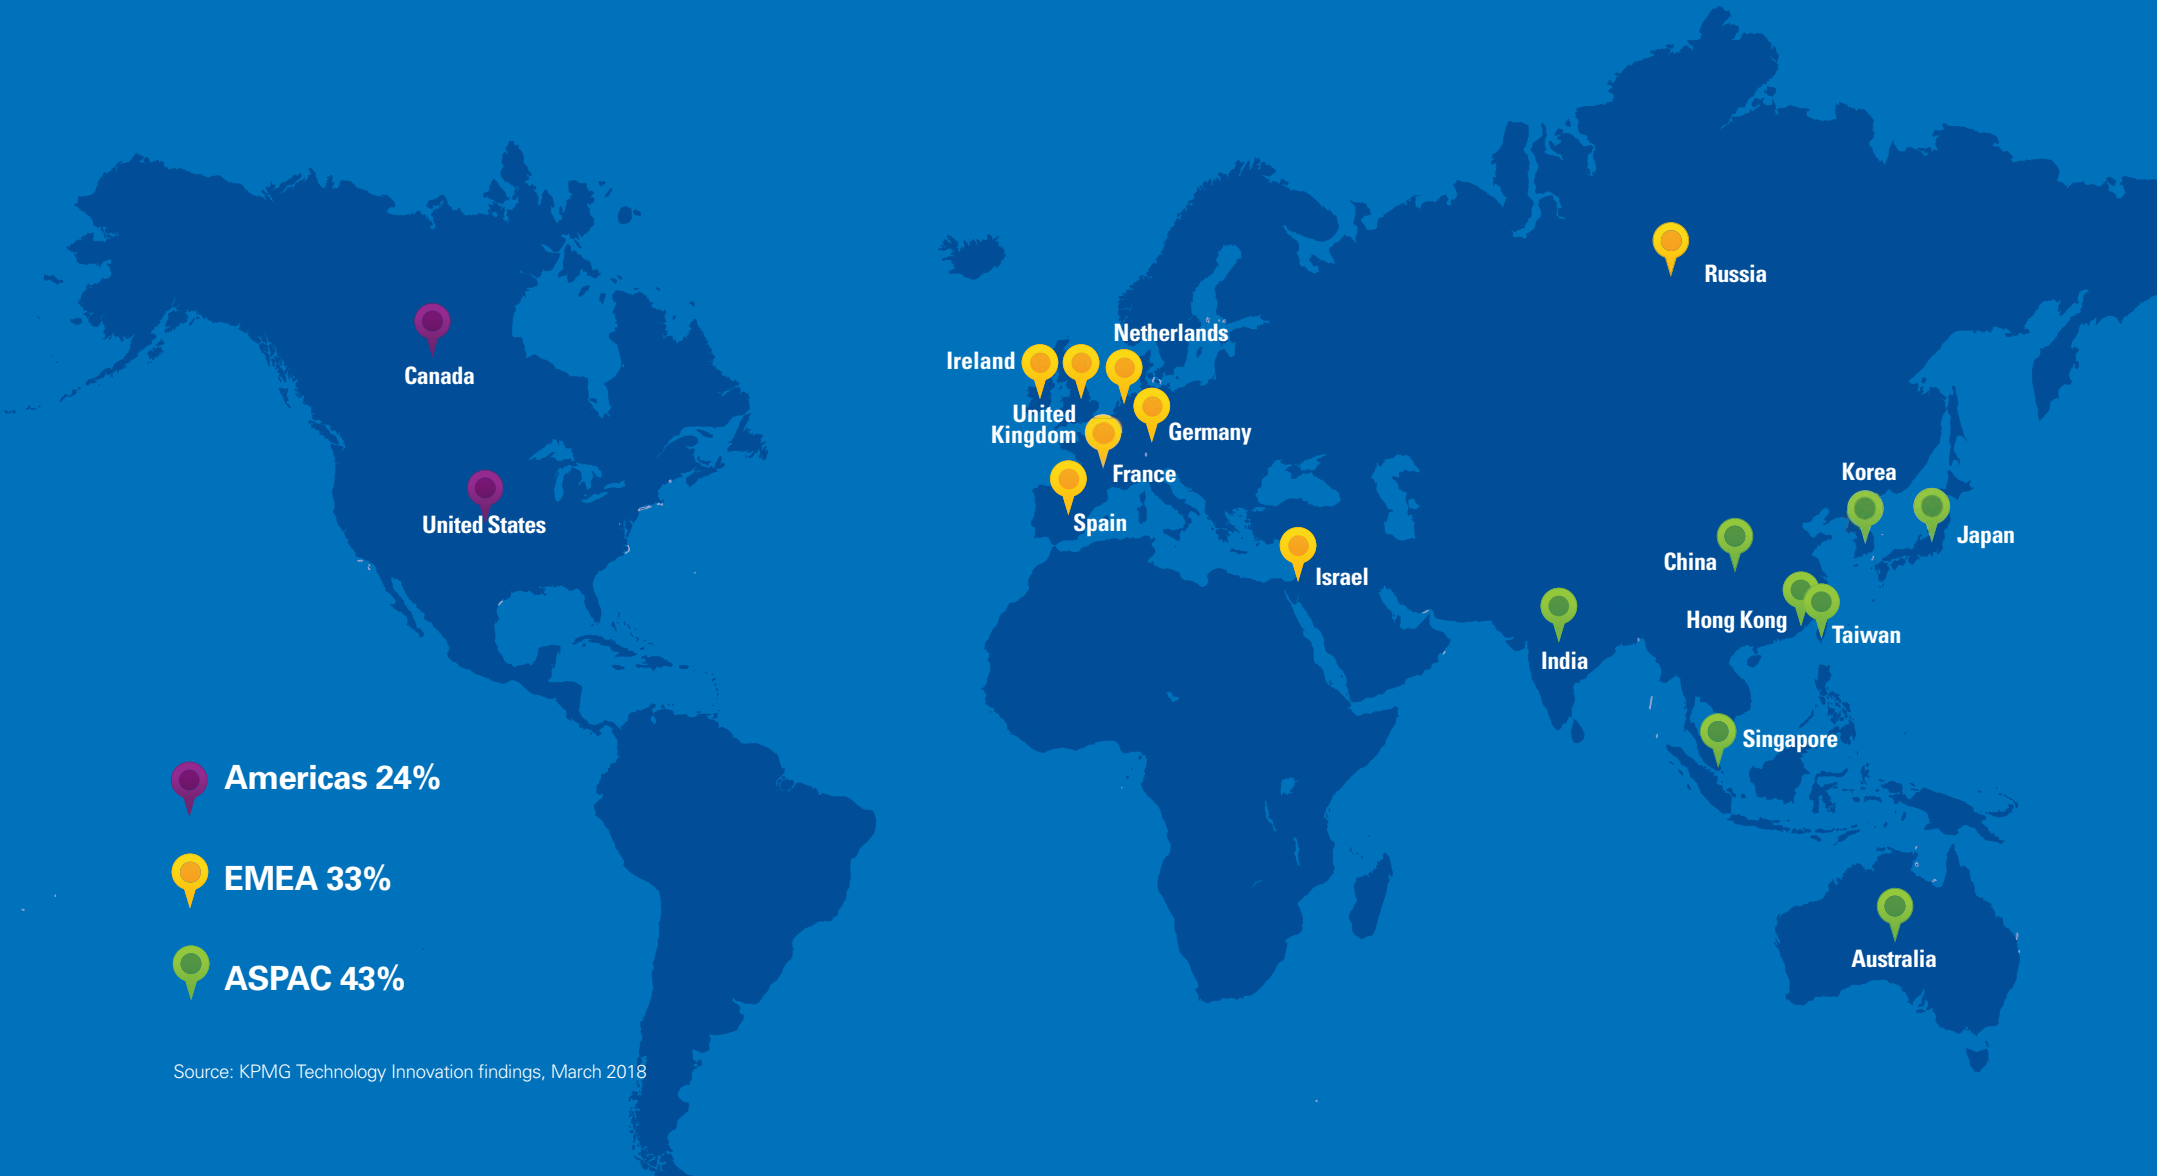 Russia
Netherlands
Ireland
Canada
United
Kingdom
Germany
France
Korea
United States
Spain
Japan
China
Israel
Hong Kong
Taiwan
India
Singapore
Americas 24%
EMEA 33%
Australia
ASPAC 43%
Source: KPMG Technology Innovation findings, March 2018